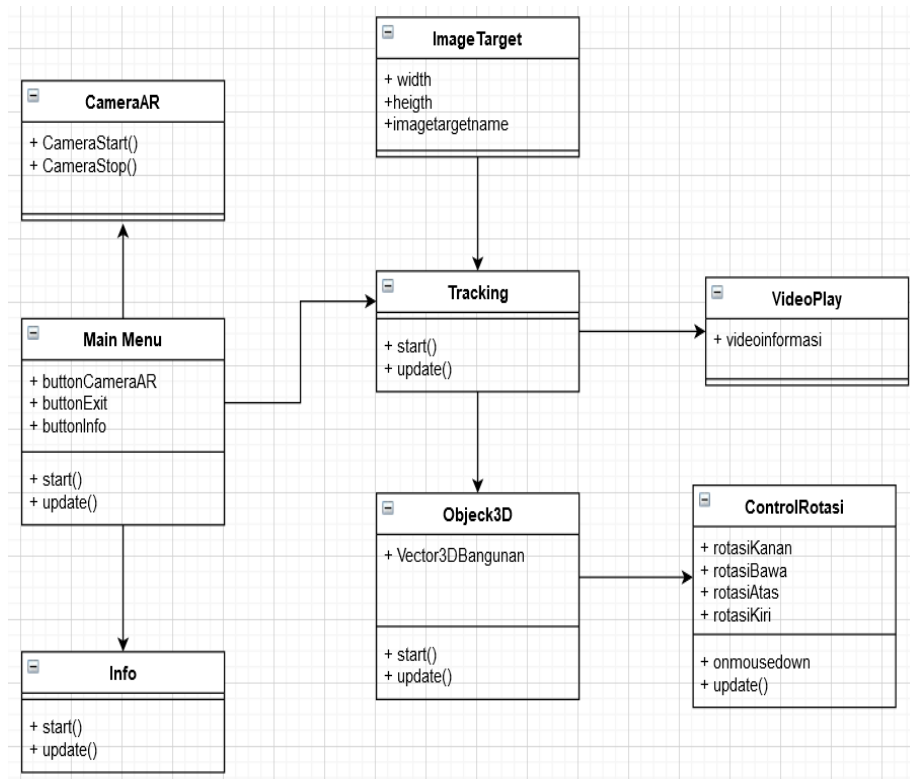 ImageTarget
+ width
+heigth
+imagetargetname
CameraAR
+ CameraStart()
+ CameraStop()
Tracking
+ start()
+ update()
VideoPlay
+ videoinformasi
Main Menu
+ buttonCameraAR
+ buttonExit
+ buttonInfo
+ start()
+ update()
Objeck3D
+ Vector3DBangunan
+ start()
+ update()
ControlRotasi
+ rotasiKanan
+ rotasiBawa
+ rotasiAtas
+ rotasiKiri
+ onmousedown
+ update()
Info
+ start()
+ update()